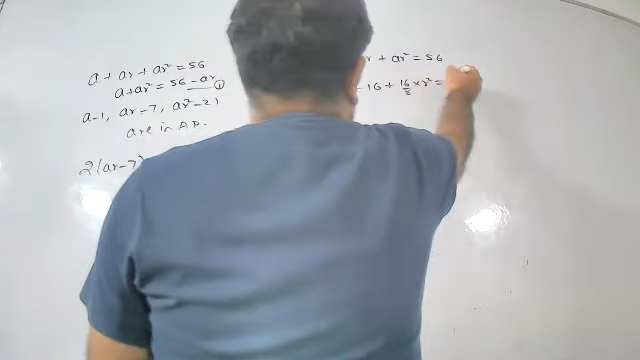 a + ar + ar² = 56
a + ar² = 56 - ar ①
a-1, ar-7, ar²-21
are in A.P.
2(ar-7)
r + ar² = 56
- 16 + 16/r × r² =